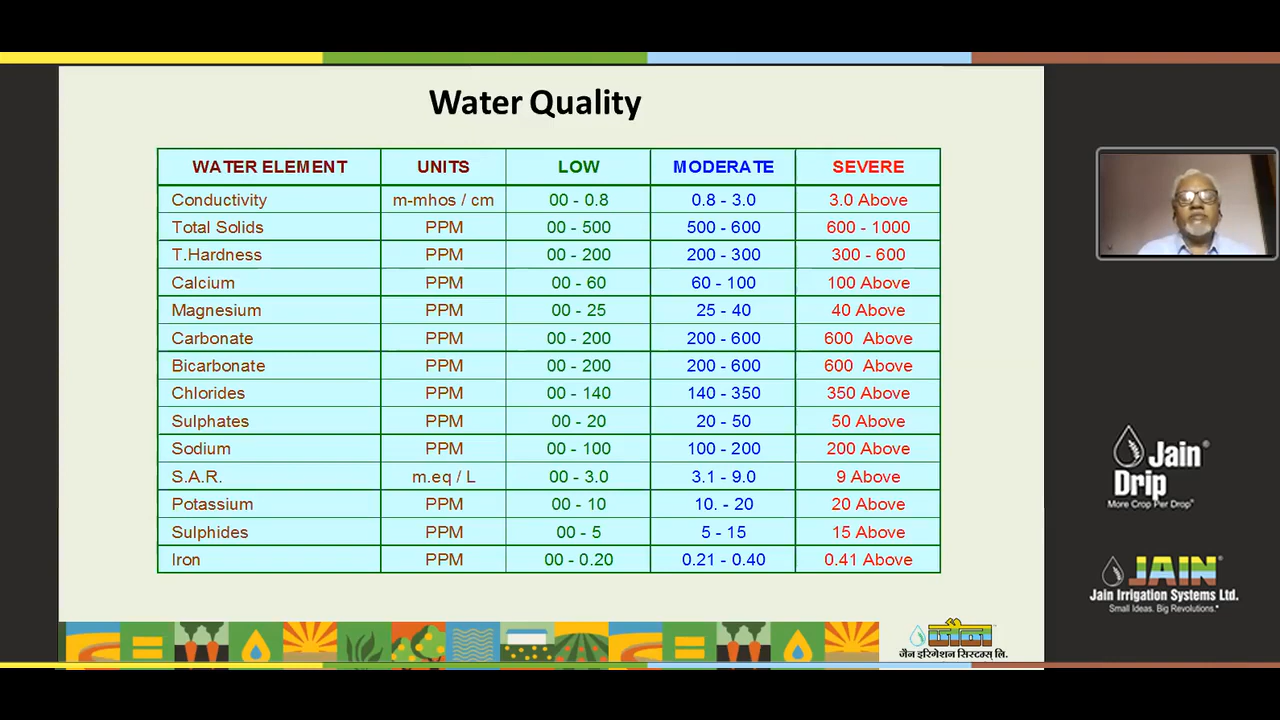 Water Quality
WATER ELEMENT UNITS LOW MODERATE SEVERE
Conductivity m-mhos / cm 00 - 0.8 0.8 - 3.0 3.0 Above
Total Solids PPM 00 - 500 500 - 600 600 - 1000
T.Hardness PPM 00 - 200 200 - 300 300 - 600
Calcium PPM 00 - 60 60 - 100 100 Above
Magnesium PPM 00 - 25 25 - 40 40 Above
Carbonate PPM 00 - 200 200 - 600 600 Above
Bicarbonate PPM 00 - 200 200 - 600 600 Above
Chlorides PPM 00 - 140 140 - 350 350 Above
Sulphates PPM 00 - 20 20 - 50 50 Above
Sodium PPM 00 - 100 100 - 200 200 Above
S.A.R. m.eq / L 00 - 3.0 3.1 - 9.0 9 Above
Potassium PPM 00 - 10 10. - 20 20 Above
Sulphides PPM 00 - 5 5 - 15 15 Above
Iron PPM 00 - 0.20 0.21 - 0.40 0.41 Above
Jain®
Drip
More Crop Per Drop®
JAIN®
Jain Irrigation Systems Ltd.
Small Ideas. Big Revolutions.®
जैन™
जैन इरिगेशन सिस्टम्स् लि.